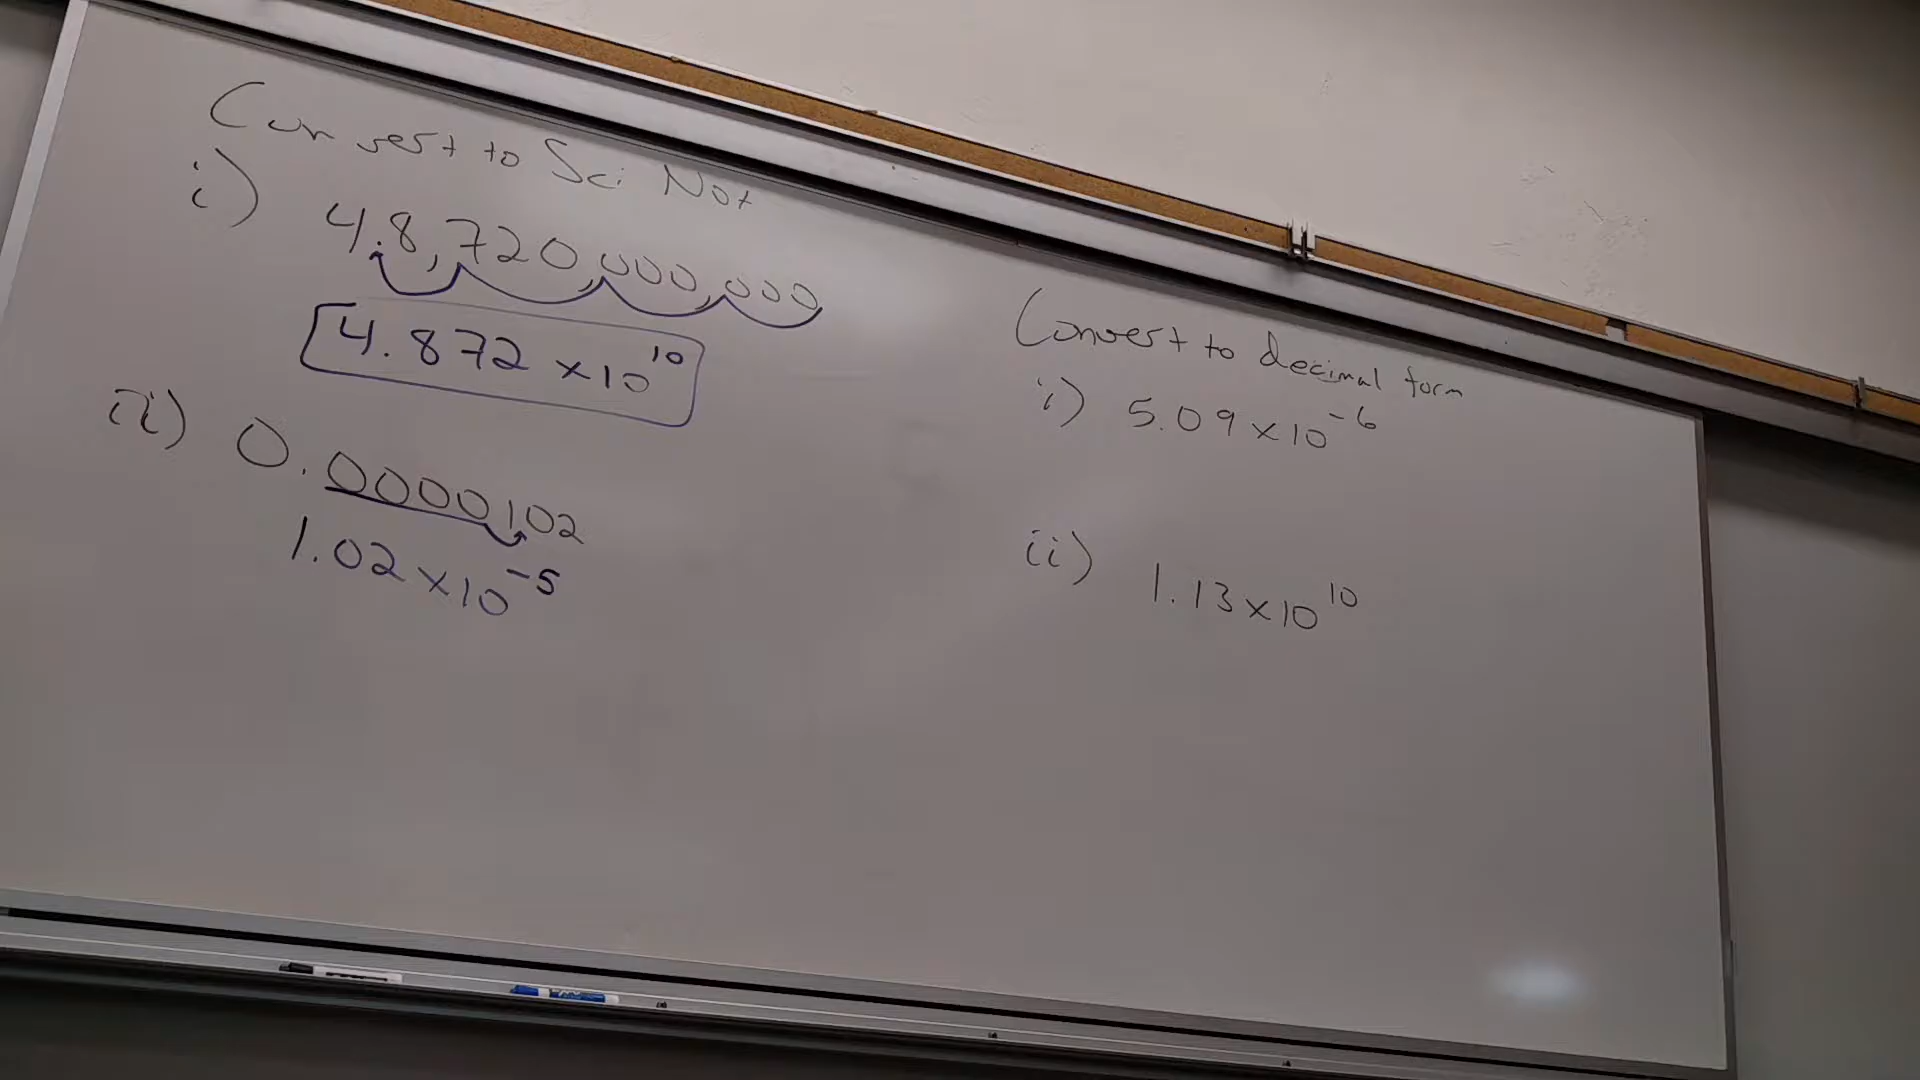 Convert to Sci Not
i) 4.8,720,000,000
4.872 x 10^10
ii) 0.0000102
1.02 x 10^-5
Convert to decimal form
i) 5.09 x 10^-6
ii) 1.13 x 10^10